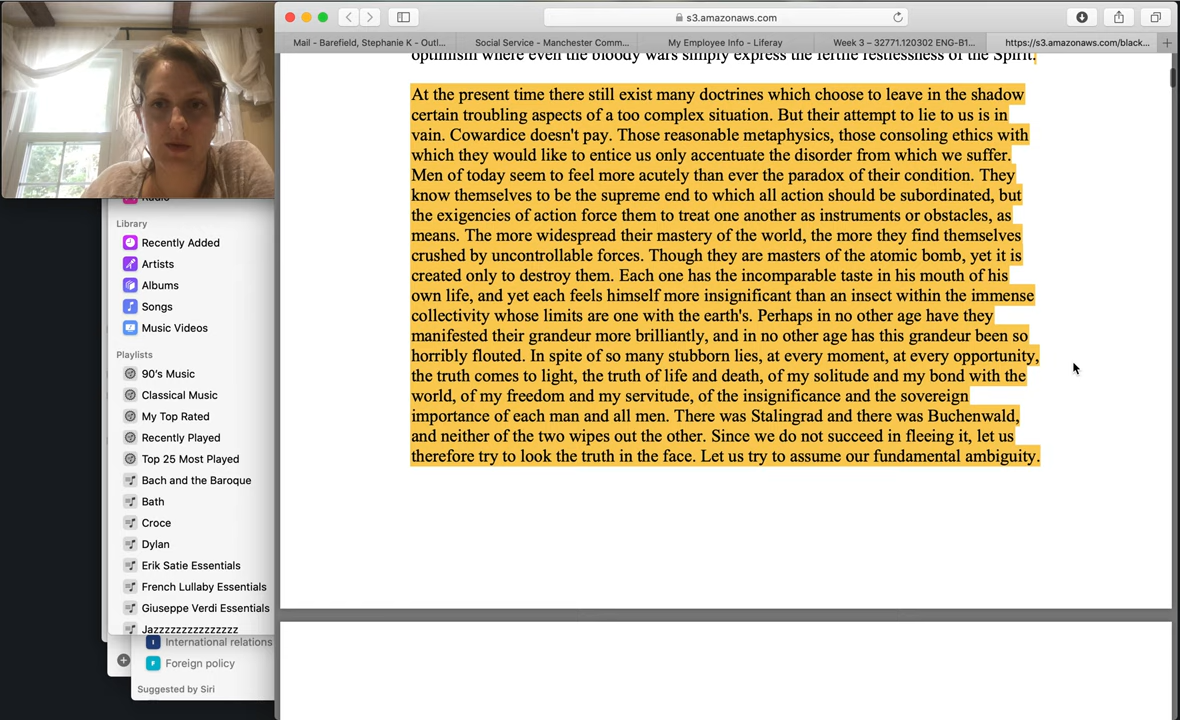 s3.amazonaws.com
Mail - Barefield, Stephanie K - Outl...
Social Service - Manchester Comm...
My Employee Info - Liferay
Week 3 – 32771.120302 ENG-B1...
https://s3.amazonaws.com/black...
optimism where even the bloody wars simply express the fertile restlessness of the Spirit.
At the present time there still exist many doctrines which choose to leave in the shadow
certain troubling aspects of a too complex situation. But their attempt to lie to us is in
vain. Cowardice doesn't pay. Those reasonable metaphysics, those consoling ethics with
which they would like to entice us only accentuate the disorder from which we suffer.
Men of today seem to feel more acutely than ever the paradox of their condition. They
know themselves to be the supreme end to which all action should be subordinated, but
the exigencies of action force them to treat one another as instruments or obstacles, as
means. The more widespread their mastery of the world, the more they find themselves
crushed by uncontrollable forces. Though they are masters of the atomic bomb, yet it is
created only to destroy them. Each one has the incomparable taste in his mouth of his
own life, and yet each feels himself more insignificant than an insect within the immense
collectivity whose limits are one with the earth's. Perhaps in no other age have they
manifested their grandeur more brilliantly, and in no other age has this grandeur been so
horribly flouted. In spite of so many stubborn lies, at every moment, at every opportunity,
the truth comes to light, the truth of life and death, of my solitude and my bond with the
world, of my freedom and my servitude, of the insignificance and the sovereign
importance of each man and all men. There was Stalingrad and there was Buchenwald,
and neither of the two wipes out the other. Since we do not succeed in fleeing it, let us
therefore try to look the truth in the face. Let us try to assume our fundamental ambiguity.
Radio
Library
Recently Added
Artists
Albums
Songs
Music Videos
Playlists
90's Music
Classical Music
My Top Rated
Recently Played
Top 25 Most Played
Bach and the Baroque
Bath
Croce
Dylan
Erik Satie Essentials
French Lullaby Essentials
Giuseppe Verdi Essentials
Jazzzzzzzzzzzzzzz
I International relations
F Foreign policy
Suggested by Siri